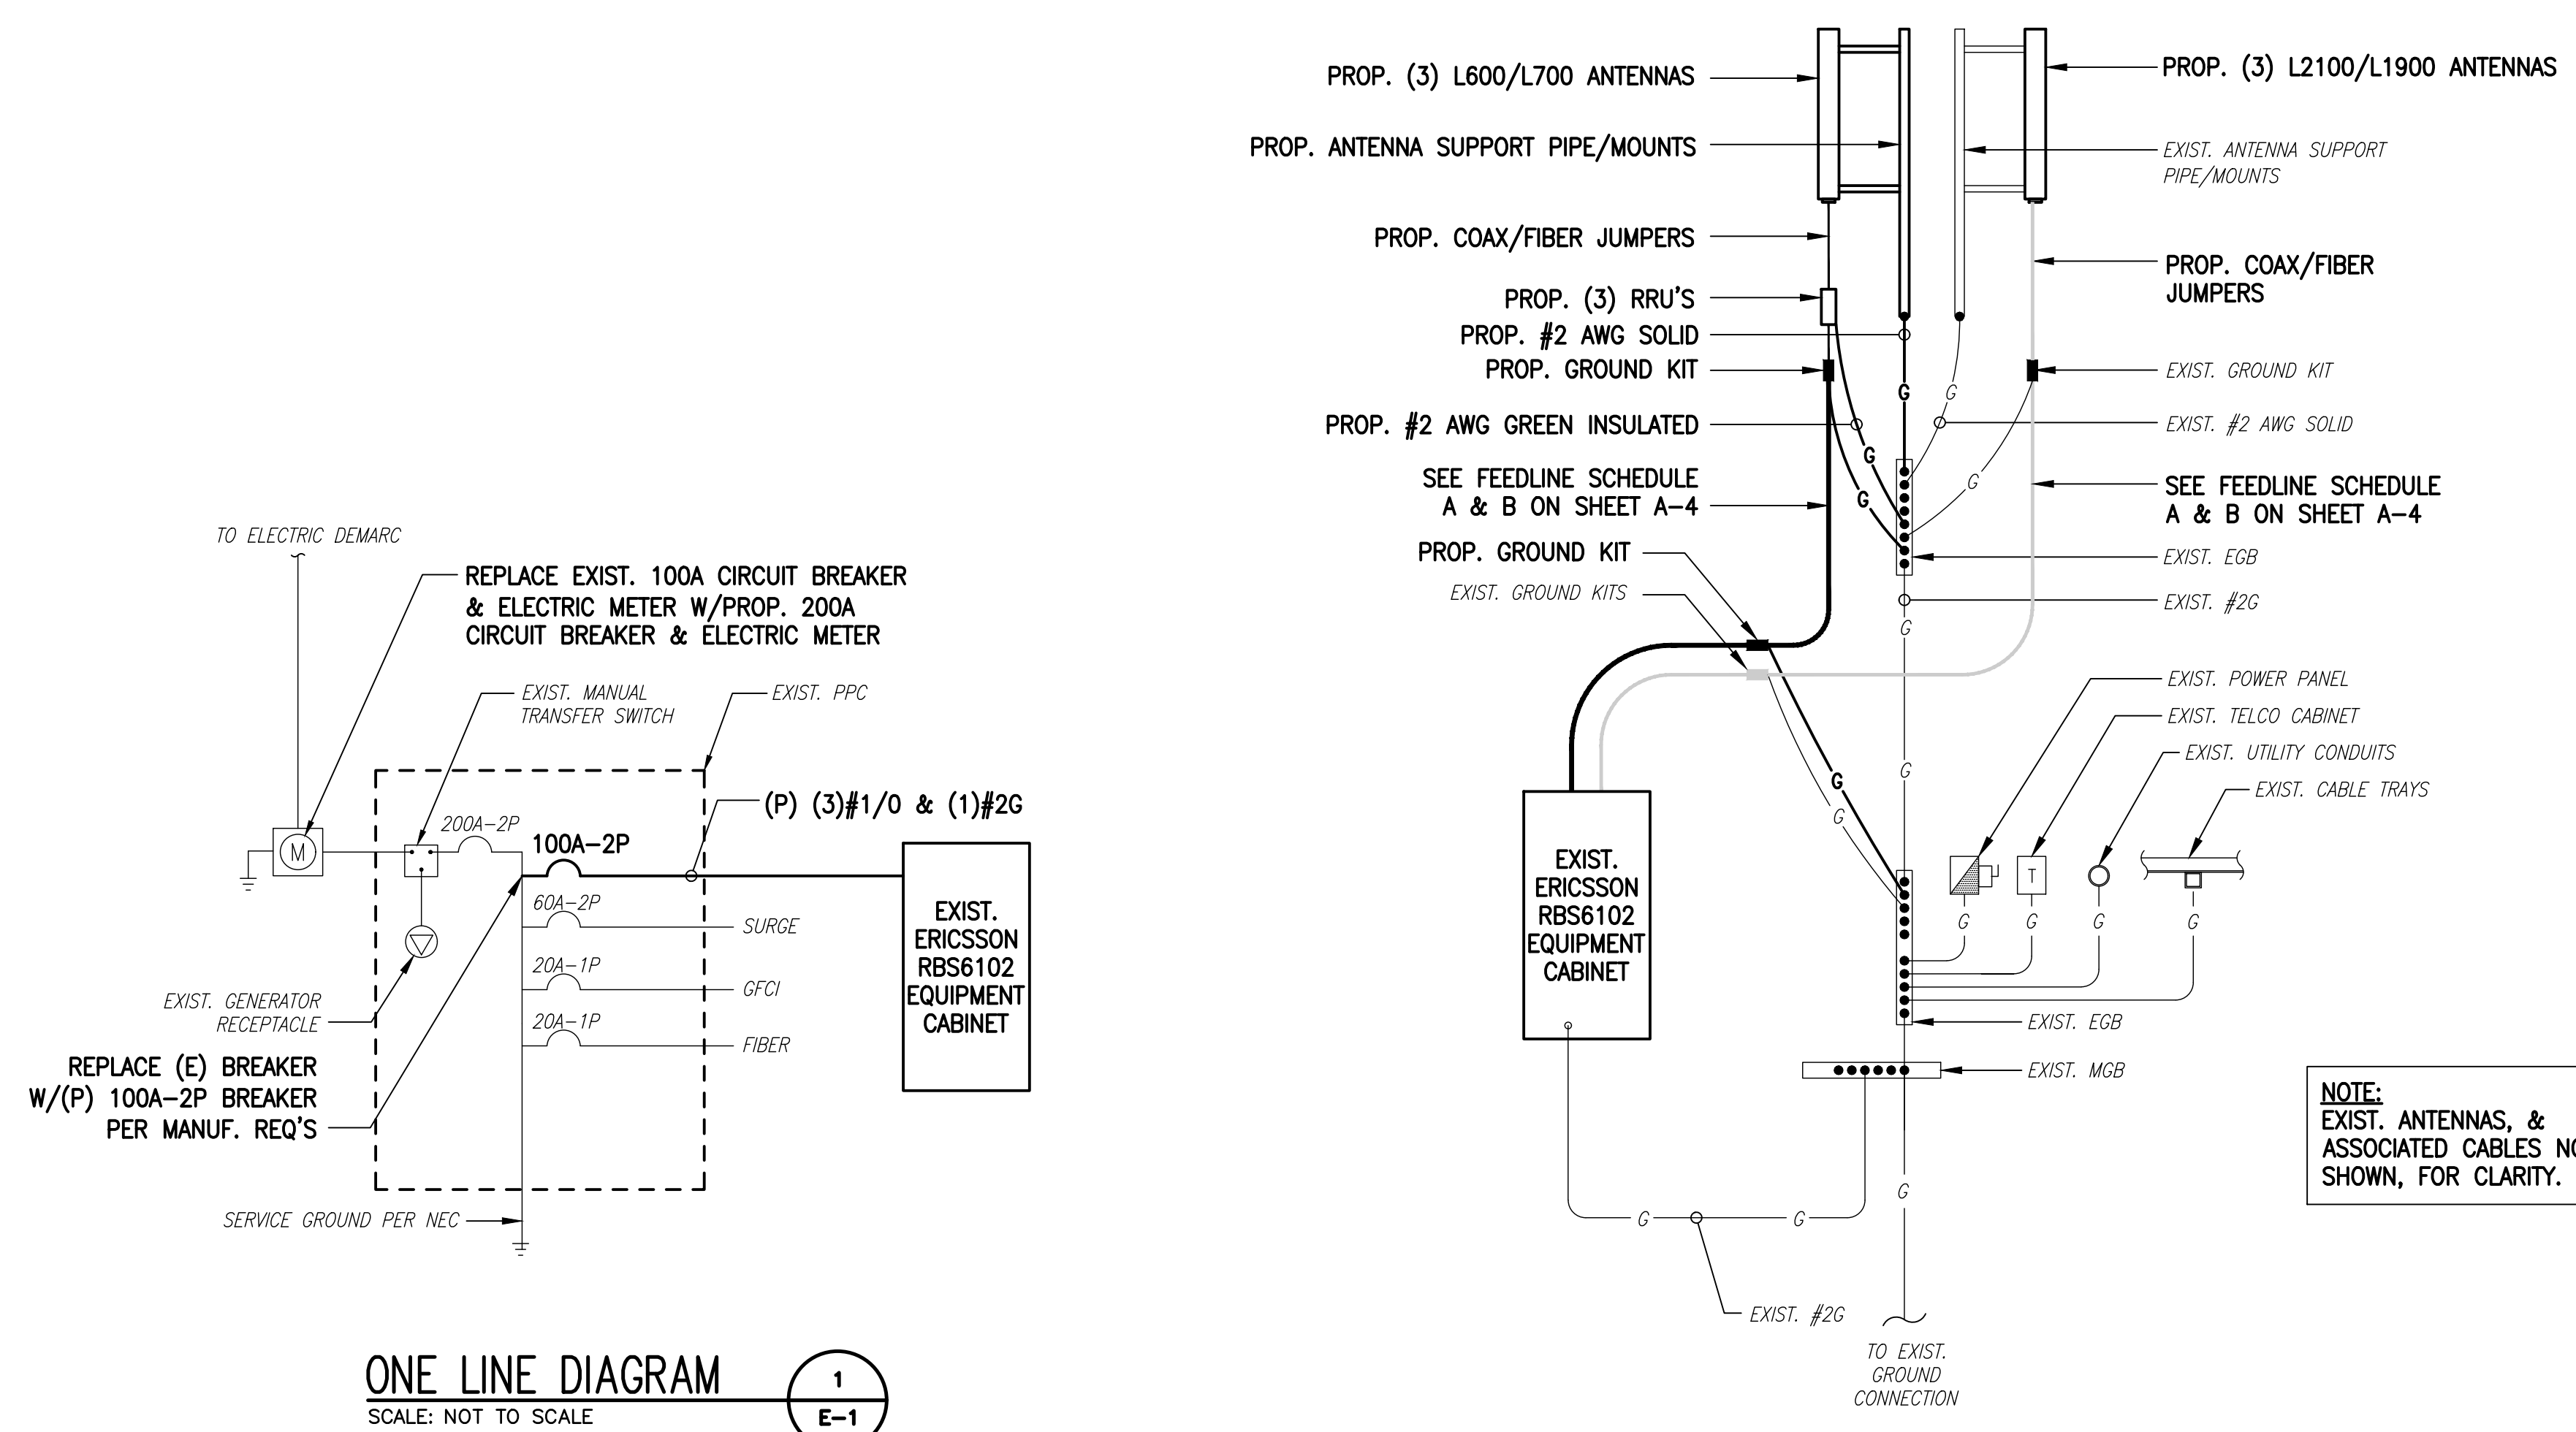 TO ELECTRIC DEMARC
REPLACE EXIST. 100A CIRCUIT BREAKER
& ELECTRIC METER W/PROP. 200A
CIRCUIT BREAKER & ELECTRIC METER
EXIST. MANUAL
TRANSFER SWITCH
EXIST. PPC
(P) (3)#1/0 & (1)#2G
200A-2P
100A-2P
M
60A-2P
SURGE
20A-1P
GFCI
20A-1P
FIBER
EXIST.
ERICSSON
RBS6102
EQUIPMENT
CABINET
EXIST. GENERATOR
RECEPTACLE
REPLACE (E) BREAKER
W/(P) 100A-2P BREAKER
PER MANUF. REQ'S
SERVICE GROUND PER NEC
ONE LINE DIAGRAM
SCALE: NOT TO SCALE
1
E-1
PROP. (3) L600/L700 ANTENNAS
PROP. ANTENNA SUPPORT PIPE/MOUNTS
PROP. COAX/FIBER JUMPERS
PROP. (3) RRU'S
PROP. #2 AWG SOLID
PROP. GROUND KIT
PROP. #2 AWG GREEN INSULATED
SEE FEEDLINE SCHEDULE
A & B ON SHEET A-4
PROP. GROUND KIT
EXIST. GROUND KITS
PROP. (3) L2100/L1900 ANTENNAS
EXIST. ANTENNA SUPPORT
PIPE/MOUNTS
PROP. COAX/FIBER
JUMPERS
EXIST. GROUND KIT
EXIST. #2 AWG SOLID
SEE FEEDLINE SCHEDULE
A & B ON SHEET A-4
EXIST. EGB
EXIST. #2G
G
G
G
G
G
G
G
G
G
EXIST. POWER PANEL
EXIST. TELCO CABINET
EXIST. UTILITY CONDUITS
EXIST. CABLE TRAYS
T
G
G
G
G
EXIST.
ERICSSON
RBS6102
EQUIPMENT
CABINET
EXIST. EGB
EXIST. MGB
G
G
G
EXIST. #2G
TO EXIST.
GROUND
CONNECTION
NOTE:
EXIST. ANTENNAS, &
ASSOCIATED CABLES
SHOWN, FOR CLARITY.